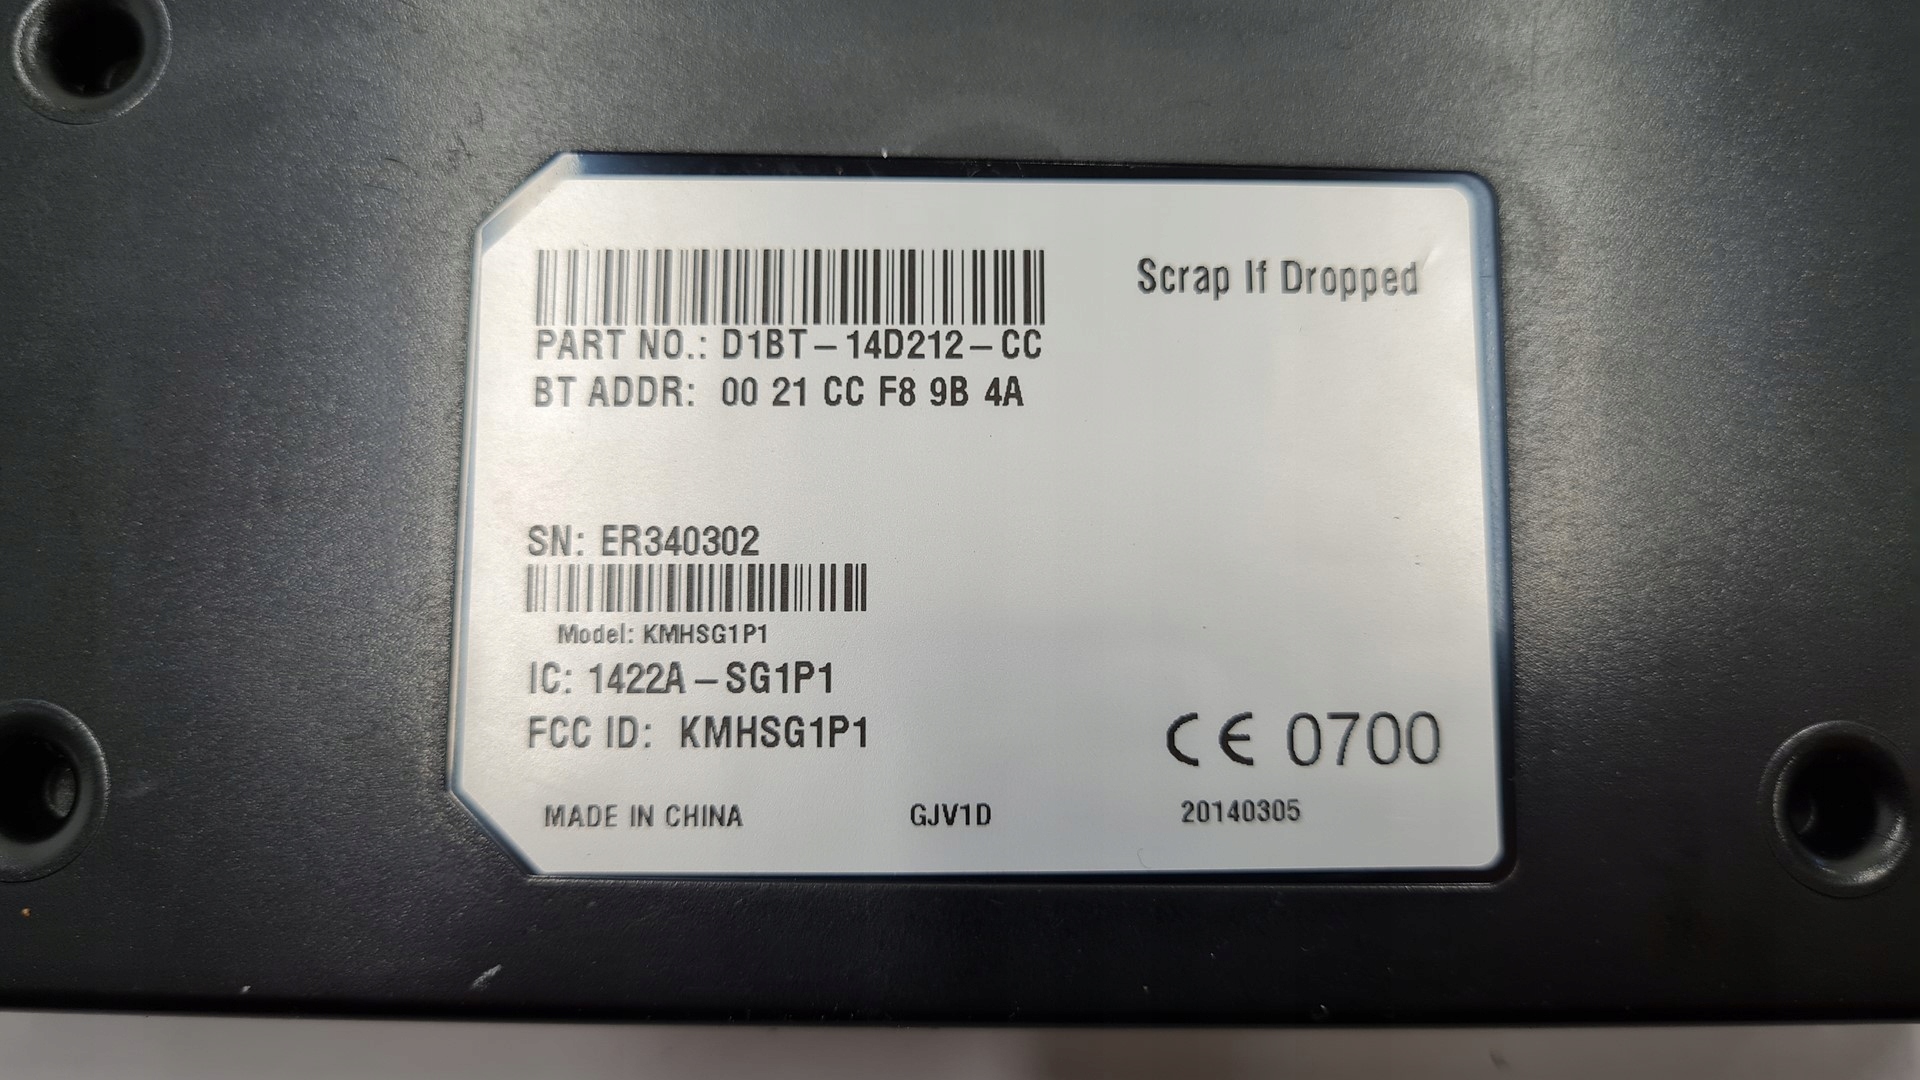 Scrap If Dropped
PART NO.: D1BT-14D212-CC
BT ADDR: 00 21 CC F8 9B 4A
SN: ER340302
Model: KMHSG1P1
IC: 1422A-SG1P1
FCC ID: KMHSG1P1
CE 0700
MADE IN CHINA GJV1D 20140305